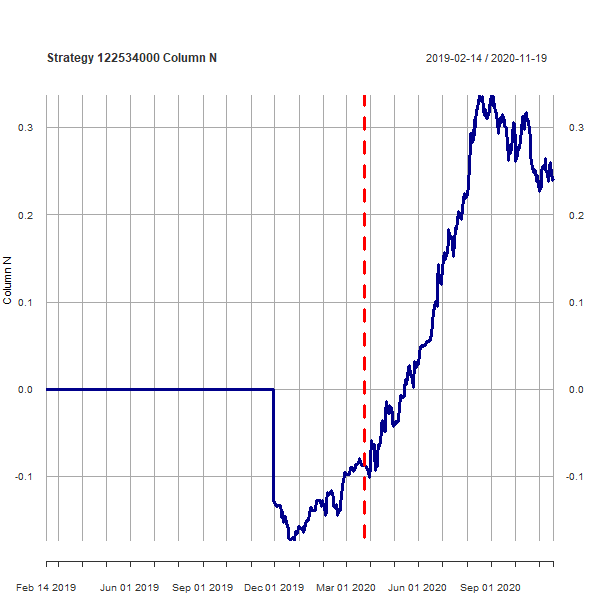 Strategy 122534000 Column N 2019-02-14 / 2020-11-19
0.3 0.3
0.2 0.2
0.1 0.1
0.0 0.0
-0.1 -0.1
Column N
Feb 14 2019 Jun 01 2019 Sep 01 2019 Dec 01 2019 Mar 01 2020 Jun 01 2020 Sep 01 2020